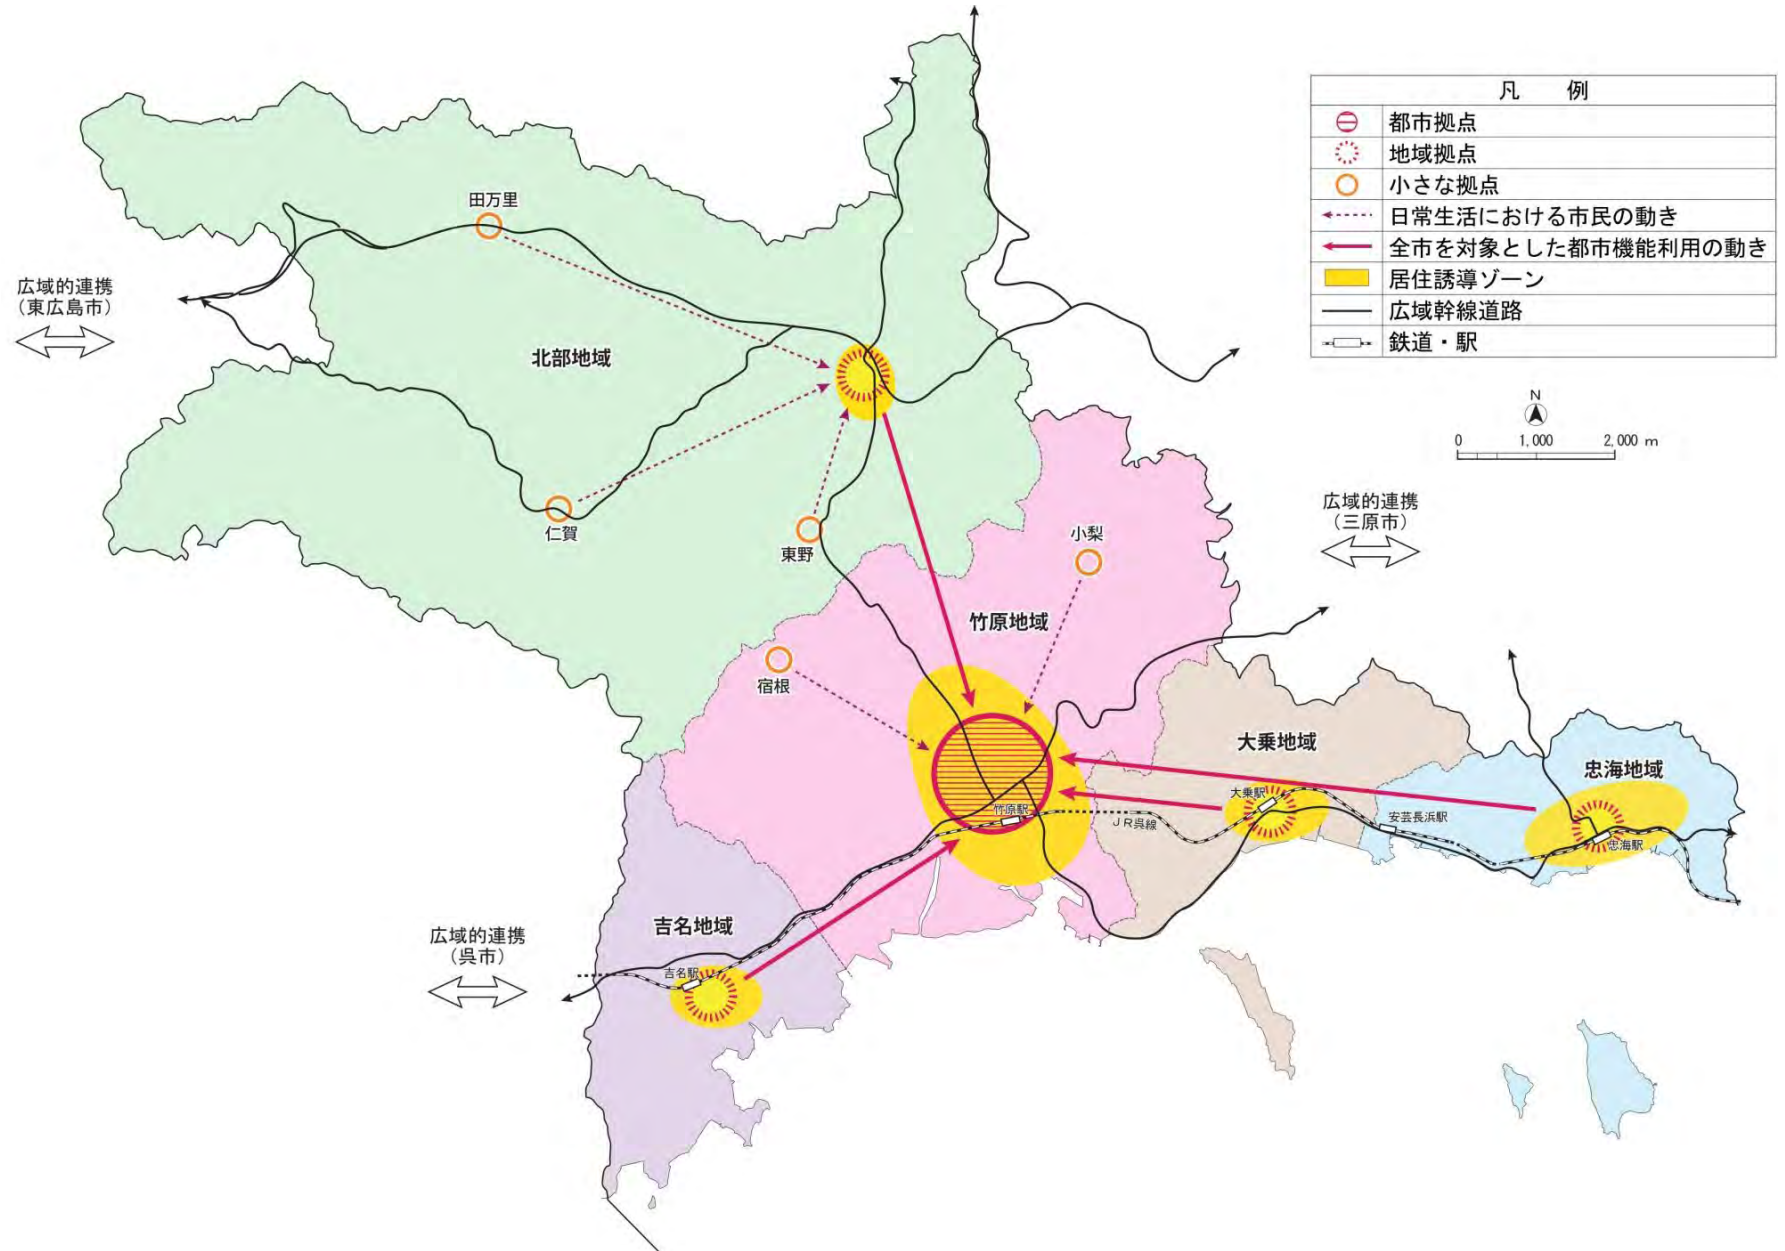 凡　例
都市拠点
地域拠点
小さな拠点
日常生活における市民の動き
全市を対象とした都市機能利用の動き
居住誘導ゾーン
広域幹線道路
鉄道・駅
N
0 1,000 2,000 m
田万里
広域的連携
(東広島市)
北部地域
仁賀
東野
小梨
広域的連携
(三原市)
竹原地域
宿根
大乗地域
忠海地域
大乗駅
竹原駅
JR呉線
安芸長浜駅
忠海駅
吉名地域
広域的連携
(呉市)
吉名駅